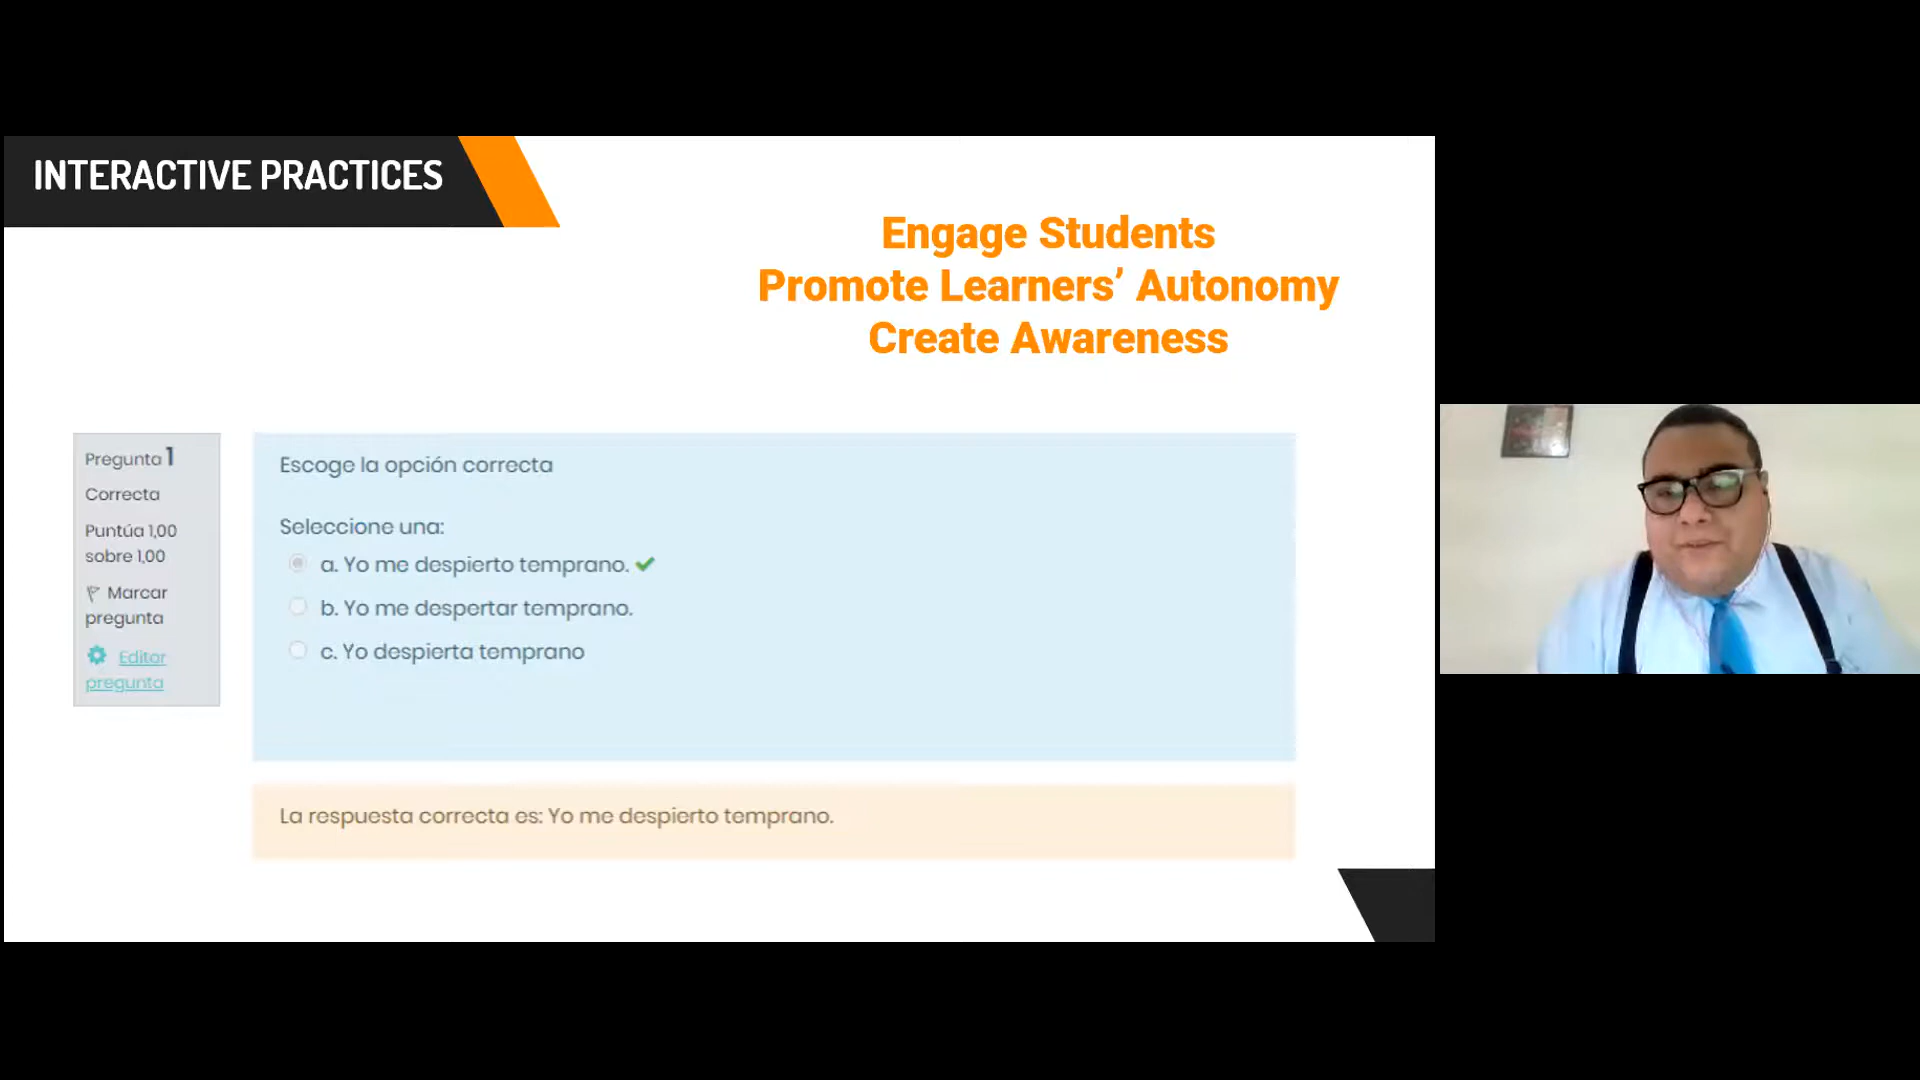 INTERACTIVE PRACTICES
Engage Students
Promote Learners’ Autonomy
Create Awareness
Pregunta 1
Correcta
Puntúa 1,00
sobre 1,00
Marcar
pregunta
Editar
pregunta
Escoge la opción correcta
Seleccione una:
a. Yo me despierto temprano.
b. Yo me despertar temprano.
c. Yo despierta temprano
La respuesta correcta es: Yo me despierto temprano.